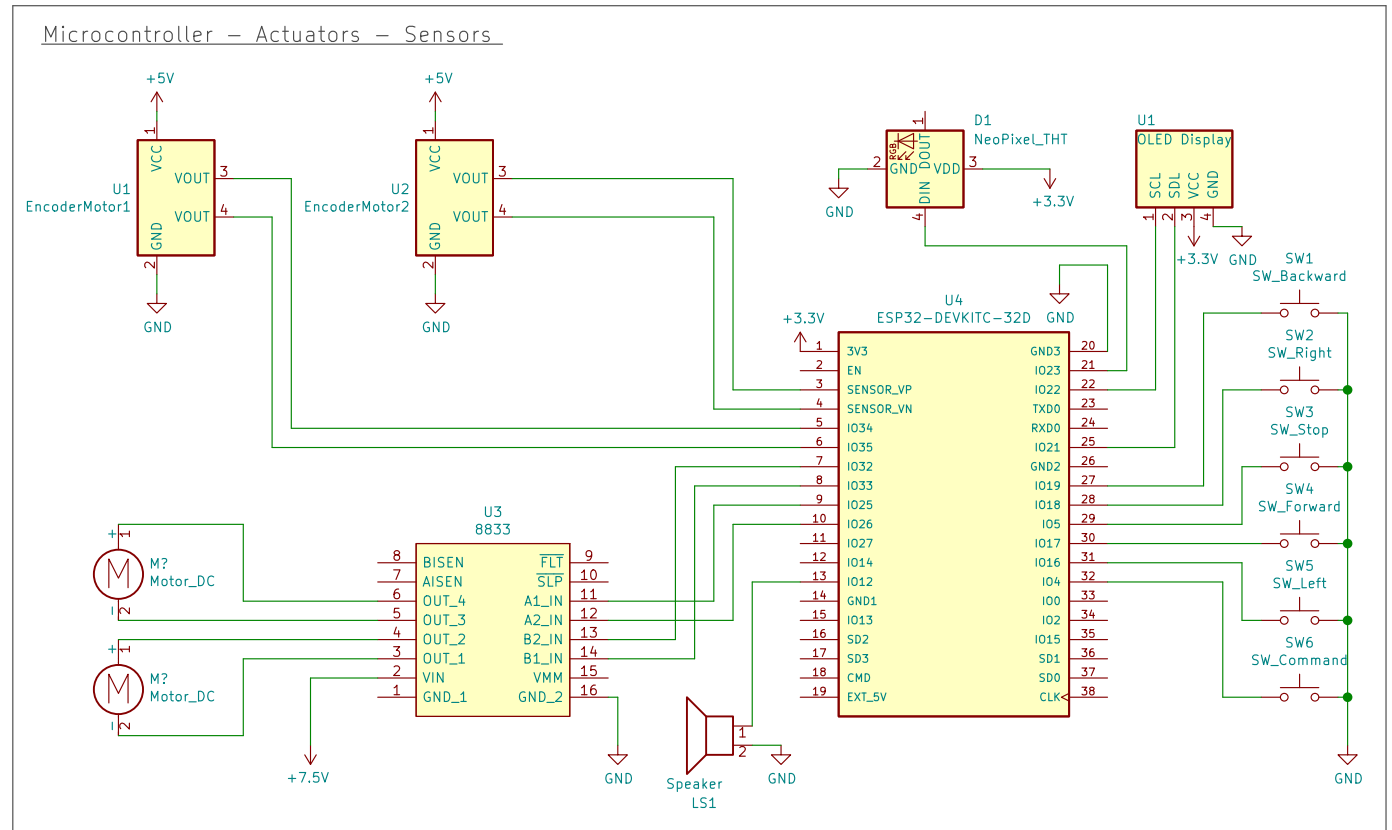 Microcontroller – Actuators – Sensors
+5V
1
VCC
VOUT 3
VOUT 4
GND
2
U1
EncoderMotor1
GND
+5V
1
VCC
VOUT 3
VOUT 4
GND
2
U2
EncoderMotor2
GND
D1
NeoPixel_THT
1
DOUT
RGB
2 GND
VDD 3
DIN
4
GND
+3.3V
U1
OLED Display
SCL
SDL
VCC
GND
1
2
3
4
+3.3V
GND
GND
U4
ESP32-DEVKITC-32D
+3.3V
1 3V3
2 EN
3 SENSOR_VP
4 SENSOR_VN
5 IO34
6 IO35
7 IO32
8 IO33
9 IO25
10 IO26
11 IO27
12 IO14
13 IO12
14 GND1
15 IO13
16 SD2
17 SD3
18 CMD
19 EXT_5V
GND3 20
IO23 21
IO22 22
TXD0 23
RXD0 24
IO21 25
GND2 26
IO19 27
IO18 28
IO5 29
IO17 30
IO16 31
IO4 32
IO0 33
IO2 34
IO15 35
SD1 36
SD0 37
CLK 38
SW1
SW_Backward
SW2
SW_Right
SW3
SW_Stop
SW4
SW_Forward
SW5
SW_Left
SW6
SW_Command
GND
U3
8833
8 BISEN
7 AISEN
6 OUT_4
5 OUT_3
4 OUT_2
3 OUT_1
2 VIN
1 GND_1
FLT 9
SLP 10
A1_IN 11
A2_IN 12
B2_IN 13
B1_IN 14
VMM 15
GND_2 16
+ 1
M
M?
Motor_DC
- 2
+ 1
M
M?
Motor_DC
- 2
+7.5V
GND
1
2
Speaker
LS1
GND